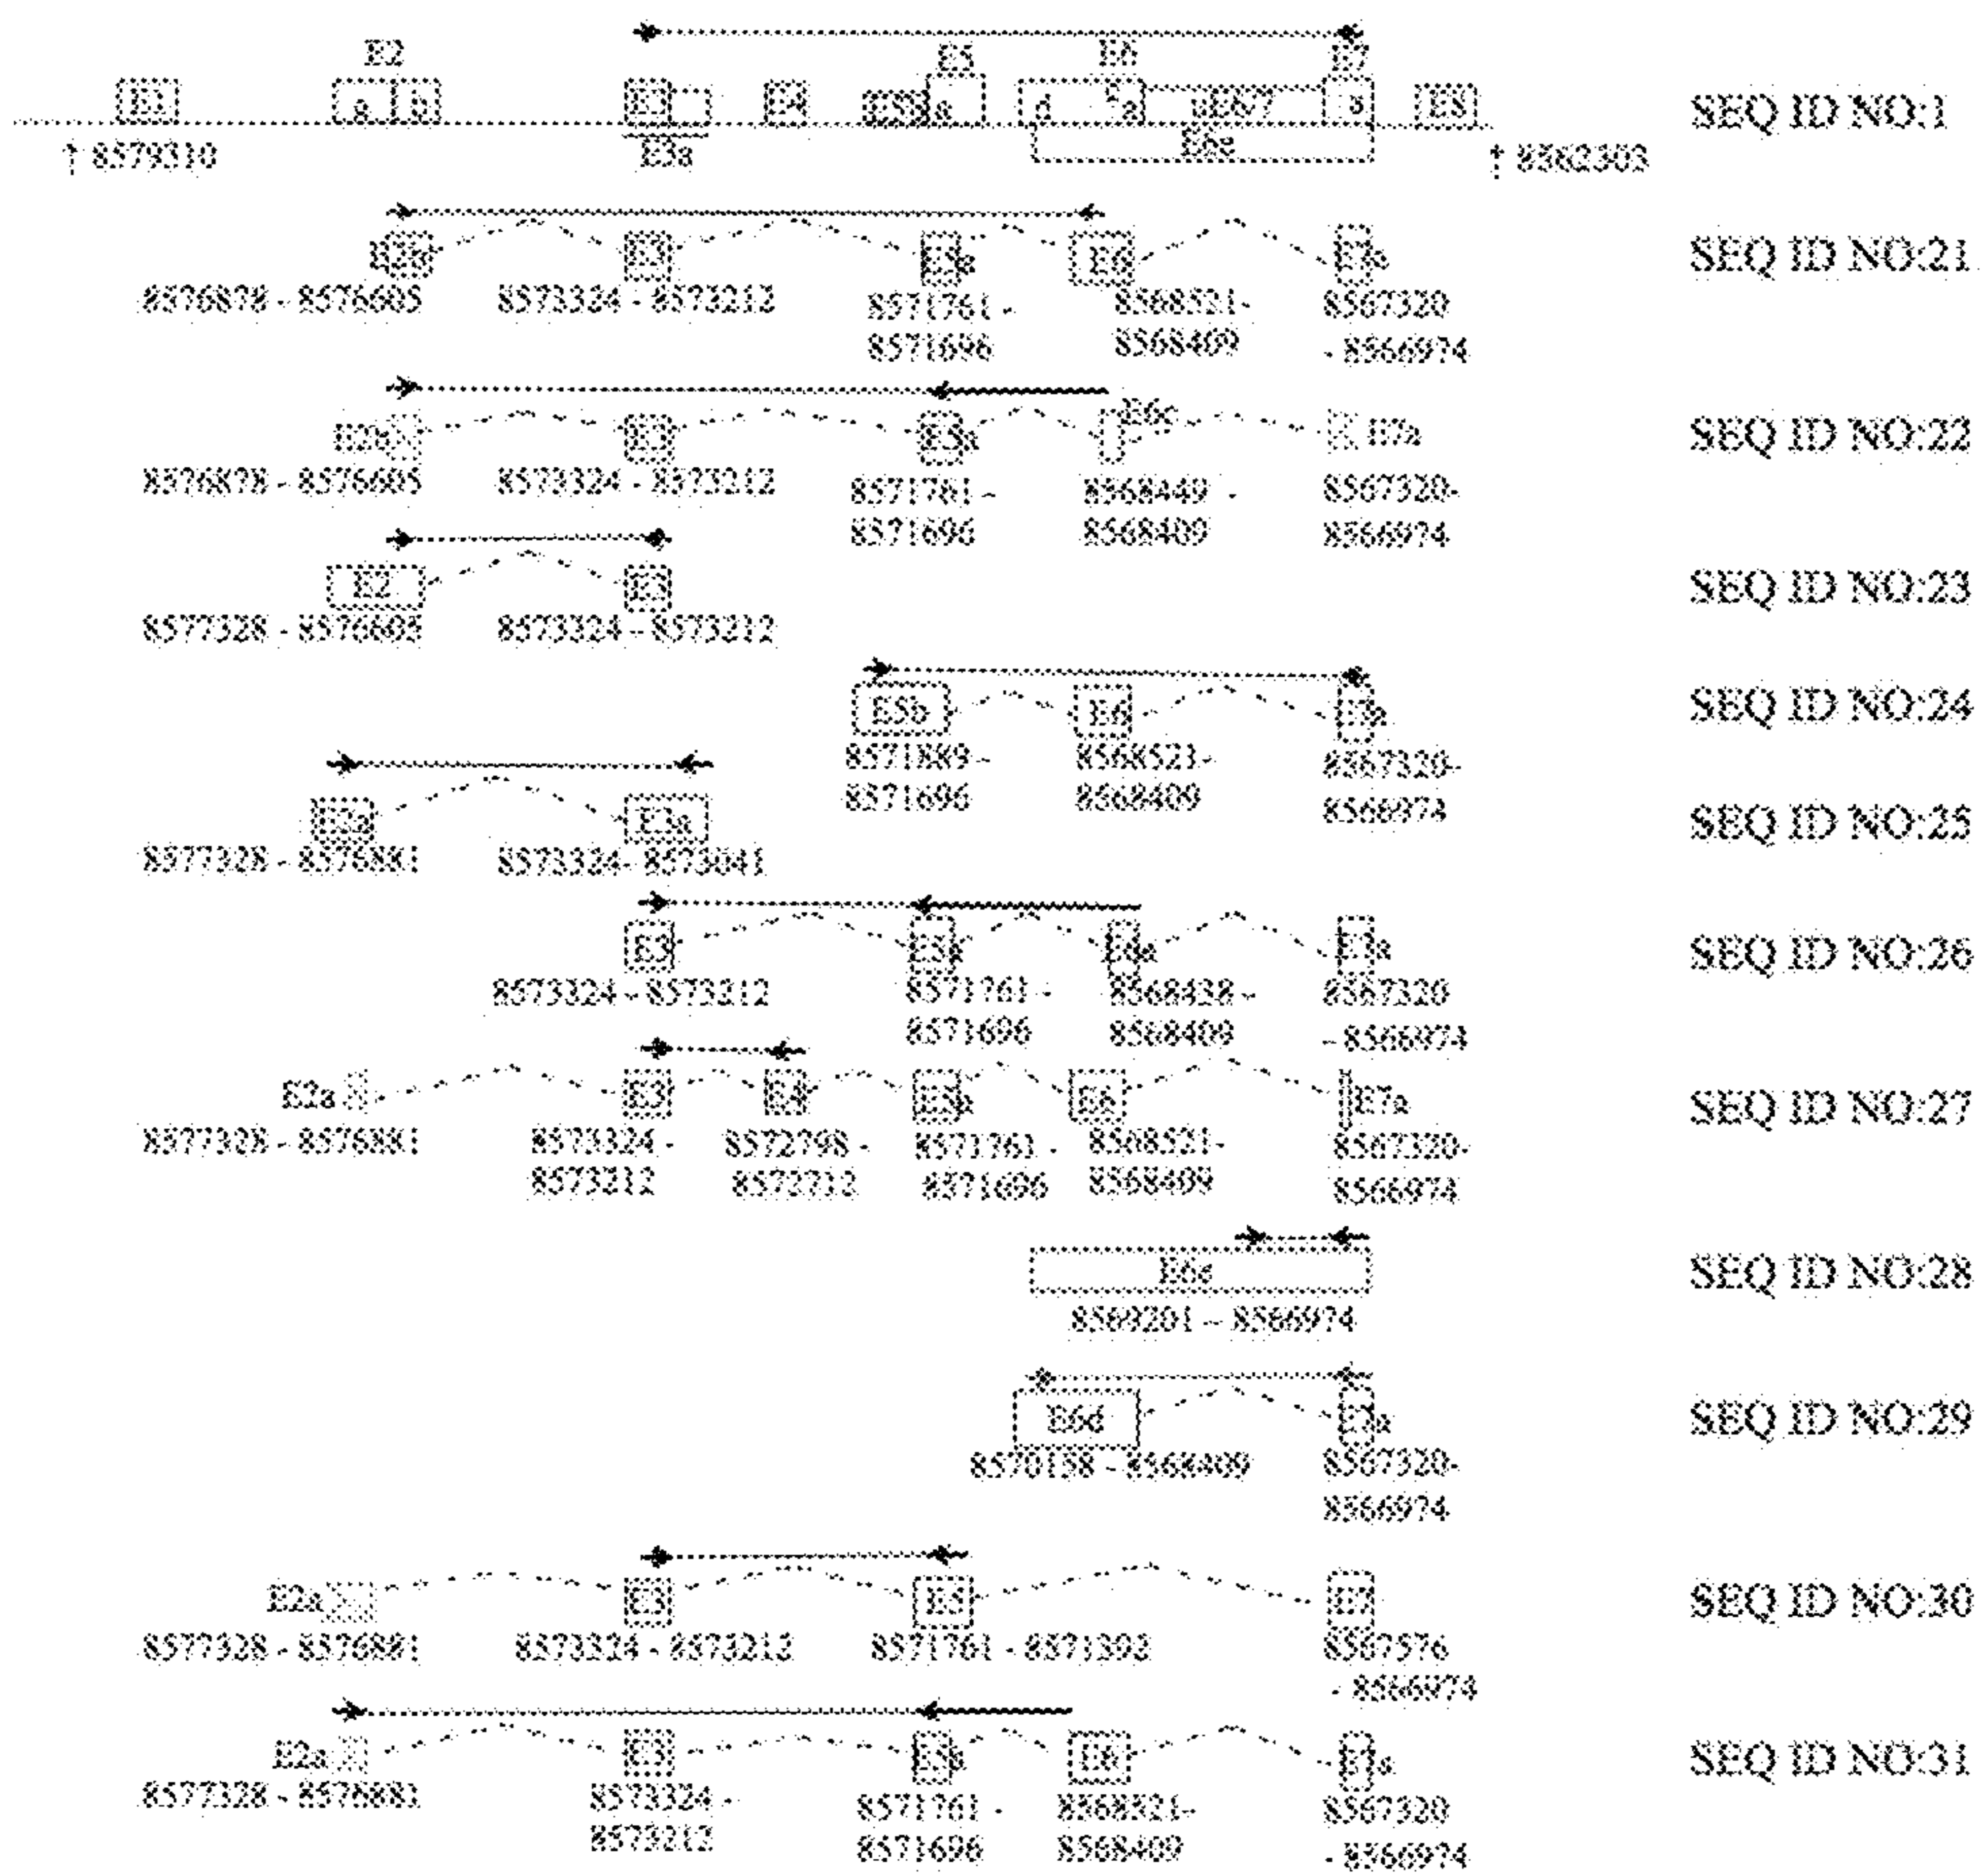 E2 E5 E6 E7
E1 a b E3 E4 E5b a d a E6/7 a E8 SEQ ID NO:1
E3a E6e
↑ 8579310 ↑ 8562303
E2b E3 E5a E6 E7a SEQ ID NO:21
8576878 - 8576605 8573324 - 8573212 8571761 - 8568521- 8567320
8571696 8568409 - 8566974
E2b E3 E5a E6c E7a SEQ ID NO:22
8576878 - 8576605 8573324 - 8573212 8571761 - 8568449 - 8567320-
8571696 8568409 8566974
E2 E3 SEQ ID NO:23
8577328 - 8576605 8573324 - 8573212
E5b E6 E7a SEQ ID NO:24
8571889 - 8568521- 8567320-
8571696 8568409 8566974
E2a E3a SEQ ID NO:25
8577328 - 8576881 8573324- 8573041
E3 E5a E6a E7a SEQ ID NO:26
8573324 - 8573212 8571761 - 8568438 - 8567320
8571696 8568409 - 8566974
E2a E3 E4 E5a E6 E7a SEQ ID NO:27
8577328 - 8576881 8573324 - 8572798 - 8571761 - 8568521- 8567320-
8573212 8572712 8571696 8568409 8566974
E6e SEQ ID NO:28
8569201 - 8566974
E6d E7a SEQ ID NO:29
8570158 - 8568409 8567320-
8566974
E2a E3 E5 E7 SEQ ID NO:30
8577328 - 8576881 8573324 - 8573212 8571761 - 8571392 8567576
- 8566974
E2a E3 E5a E6 E7a SEQ ID NO:31
8577328 - 8576881 8573324 - 8571761 - 8568521- 8567320
8573212 8571696 8568409 - 8566974